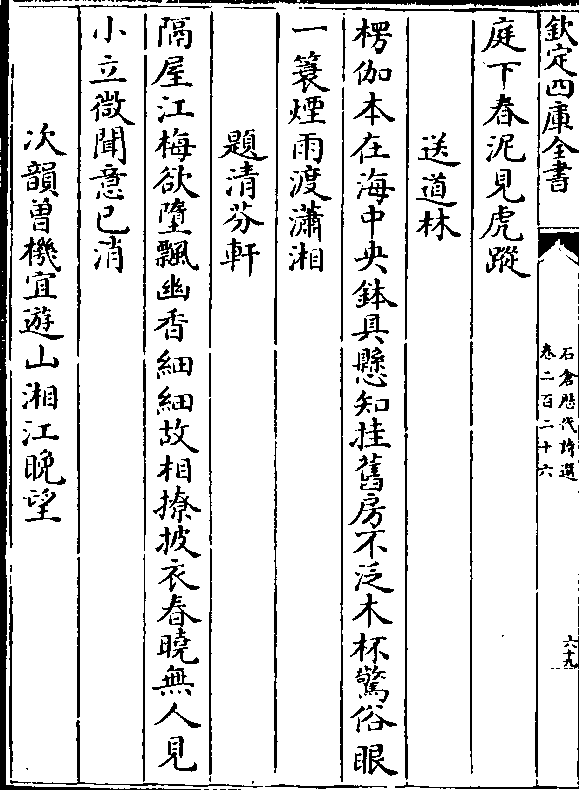 欽定四庫全書
石倉歷代詩選
卷二百二十六
六十九
庭下春泥見虎蹤
送道林
楞伽本在海中央鉢具懸知挂舊房不泛木杯驚俗眼
一簑煙雨渡瀟湘
題清芬軒
隔屋江梅欲墮飄幽香細細故相撩披衣春曉無人見
小立微聞意已消
次韻曾機宜遊山湘江晚望